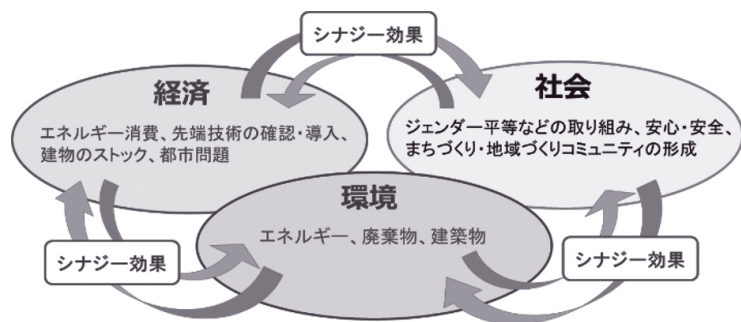 シナジー効果
経済
エネルギー消費、先端技術の確認・導入、
建物のストック、都市問題
社会
ジェンダー平等などの取り組み、安心・安全、
まちづくり・地域づくりコミュニティの形成
環境
エネルギー、廃棄物、建築物
シナジー効果
シナジー効果